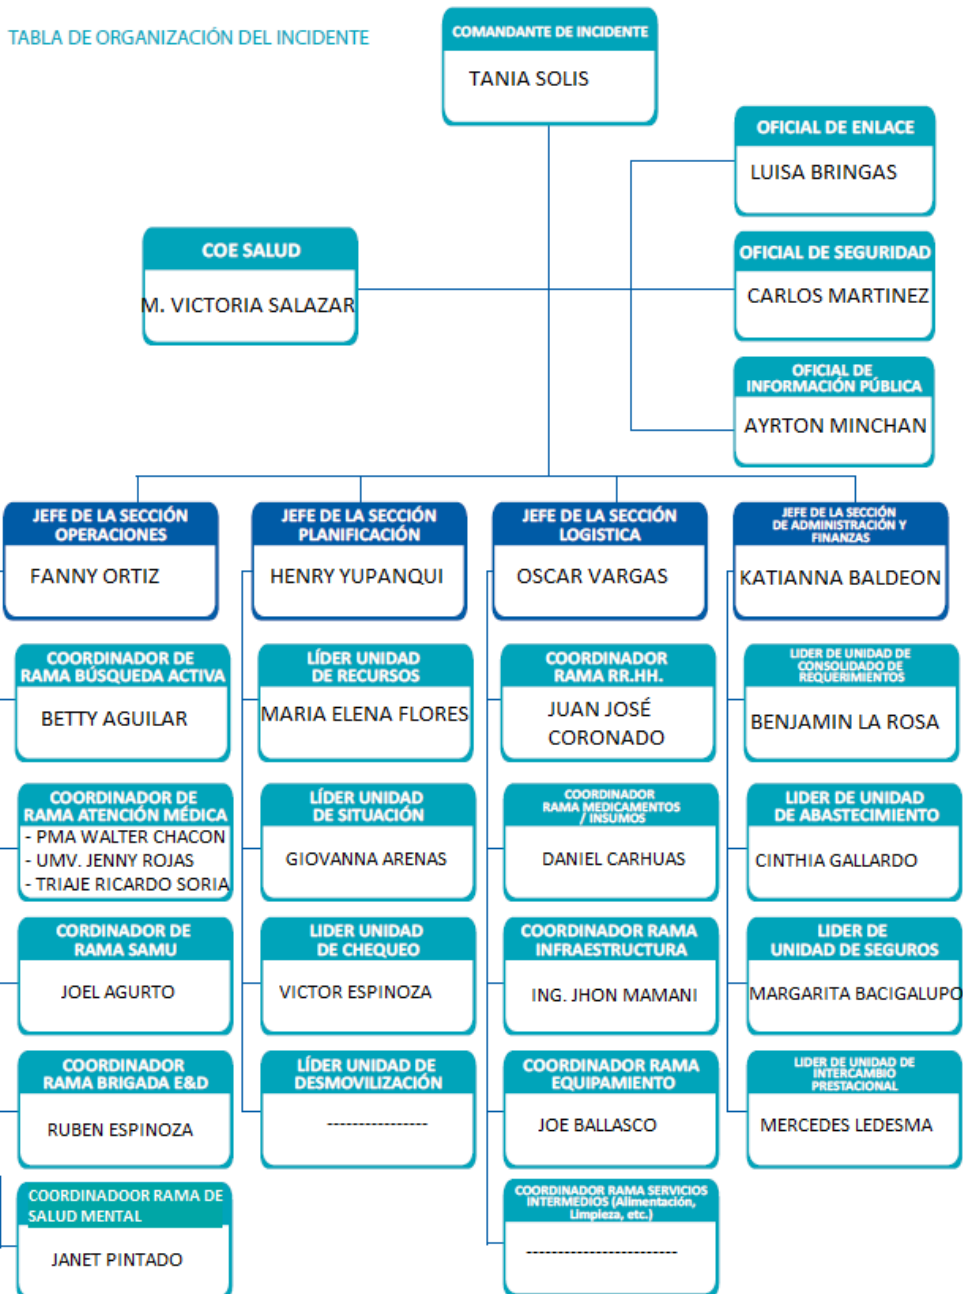 TABLA DE ORGANIZACIÓN DEL INCIDENTE
COMANDANTE DE INCIDENTE
TANIA SOLIS
OFICIAL DE ENLACE
LUISA BRINGAS
COE SALUD
M. VICTORIA SALAZAR
OFICIAL DE SEGURIDAD
CARLOS MARTINEZ
OFICIAL DE
INFORMACIÓN PÚBLICA
AYRTON MINCHAN
JEFE DE LA SECCIÓN
OPERACIONES
FANNY ORTIZ
JEFE DE LA SECCIÓN
PLANIFICACIÓN
HENRY YUPANQUI
JEFE DE LA SECCIÓN
LOGISTICA
OSCAR VARGAS
JEFE DE LA SECCIÓN
DE ADMINISTRACIÓN Y
FINANZAS
KATIANNA BALDEON
COORDINADOR DE
RAMA BÚSQUEDA ACTIVA
BETTY AGUILAR
LÍDER UNIDAD
DE RECURSOS
MARIA ELENA FLORES
COORDINADOR
RAMA RR.HH.
JUAN JOSÉ
CORONADO
LIDER DE UNIDAD DE
CONSOLIDADO DE
REQUERIMIENTOS
BENJAMIN LA ROSA
COORDINADOR DE
RAMA ATENCIÓN MÉDICA
- PMA WALTER CHACON
- UMV. JENNY ROJAS
- TRIAJE RICARDO SORIA
LÍDER UNIDAD
DE SITUACIÓN
GIOVANNA ARENAS
COORDINADOR
RAMA MEDICAMENTOS
/ INSUMOS
DANIEL CARHUAS
LIDER DE UNIDAD
DE ABASTECIMIENTO
CINTHIA GALLARDO
CORDINADOR DE
RAMA SAMU
JOEL AGURTO
LIDER UNIDAD
DE CHEQUEO
VICTOR ESPINOZA
COORDINADOR RAMA
INFRAESTRUCTURA
ING. JHON MAMANI
LIDER DE
UNIDAD DE SEGUROS
MARGARITA BACIGALUPO
COORDINADOR
RAMA BRIGADA E&D
RUBEN ESPINOZA
LÍDER UNIDAD DE
DESMOVILIZACIÓN
----------------
COORDINADOR RAMA
EQUIPAMIENTO
JOE BALLASCO
LIDER DE UNIDAD DE
INTERCAMBIO
PRESTACIONAL
MERCEDES LEDESMA
COORDINADOOR RAMA DE
SALUD MENTAL
JANET PINTADO
COORDINADOR RAMA SERVICIOS
INTERMEDIOS (Alimentación,
Limpieza, etc.)
------------------------